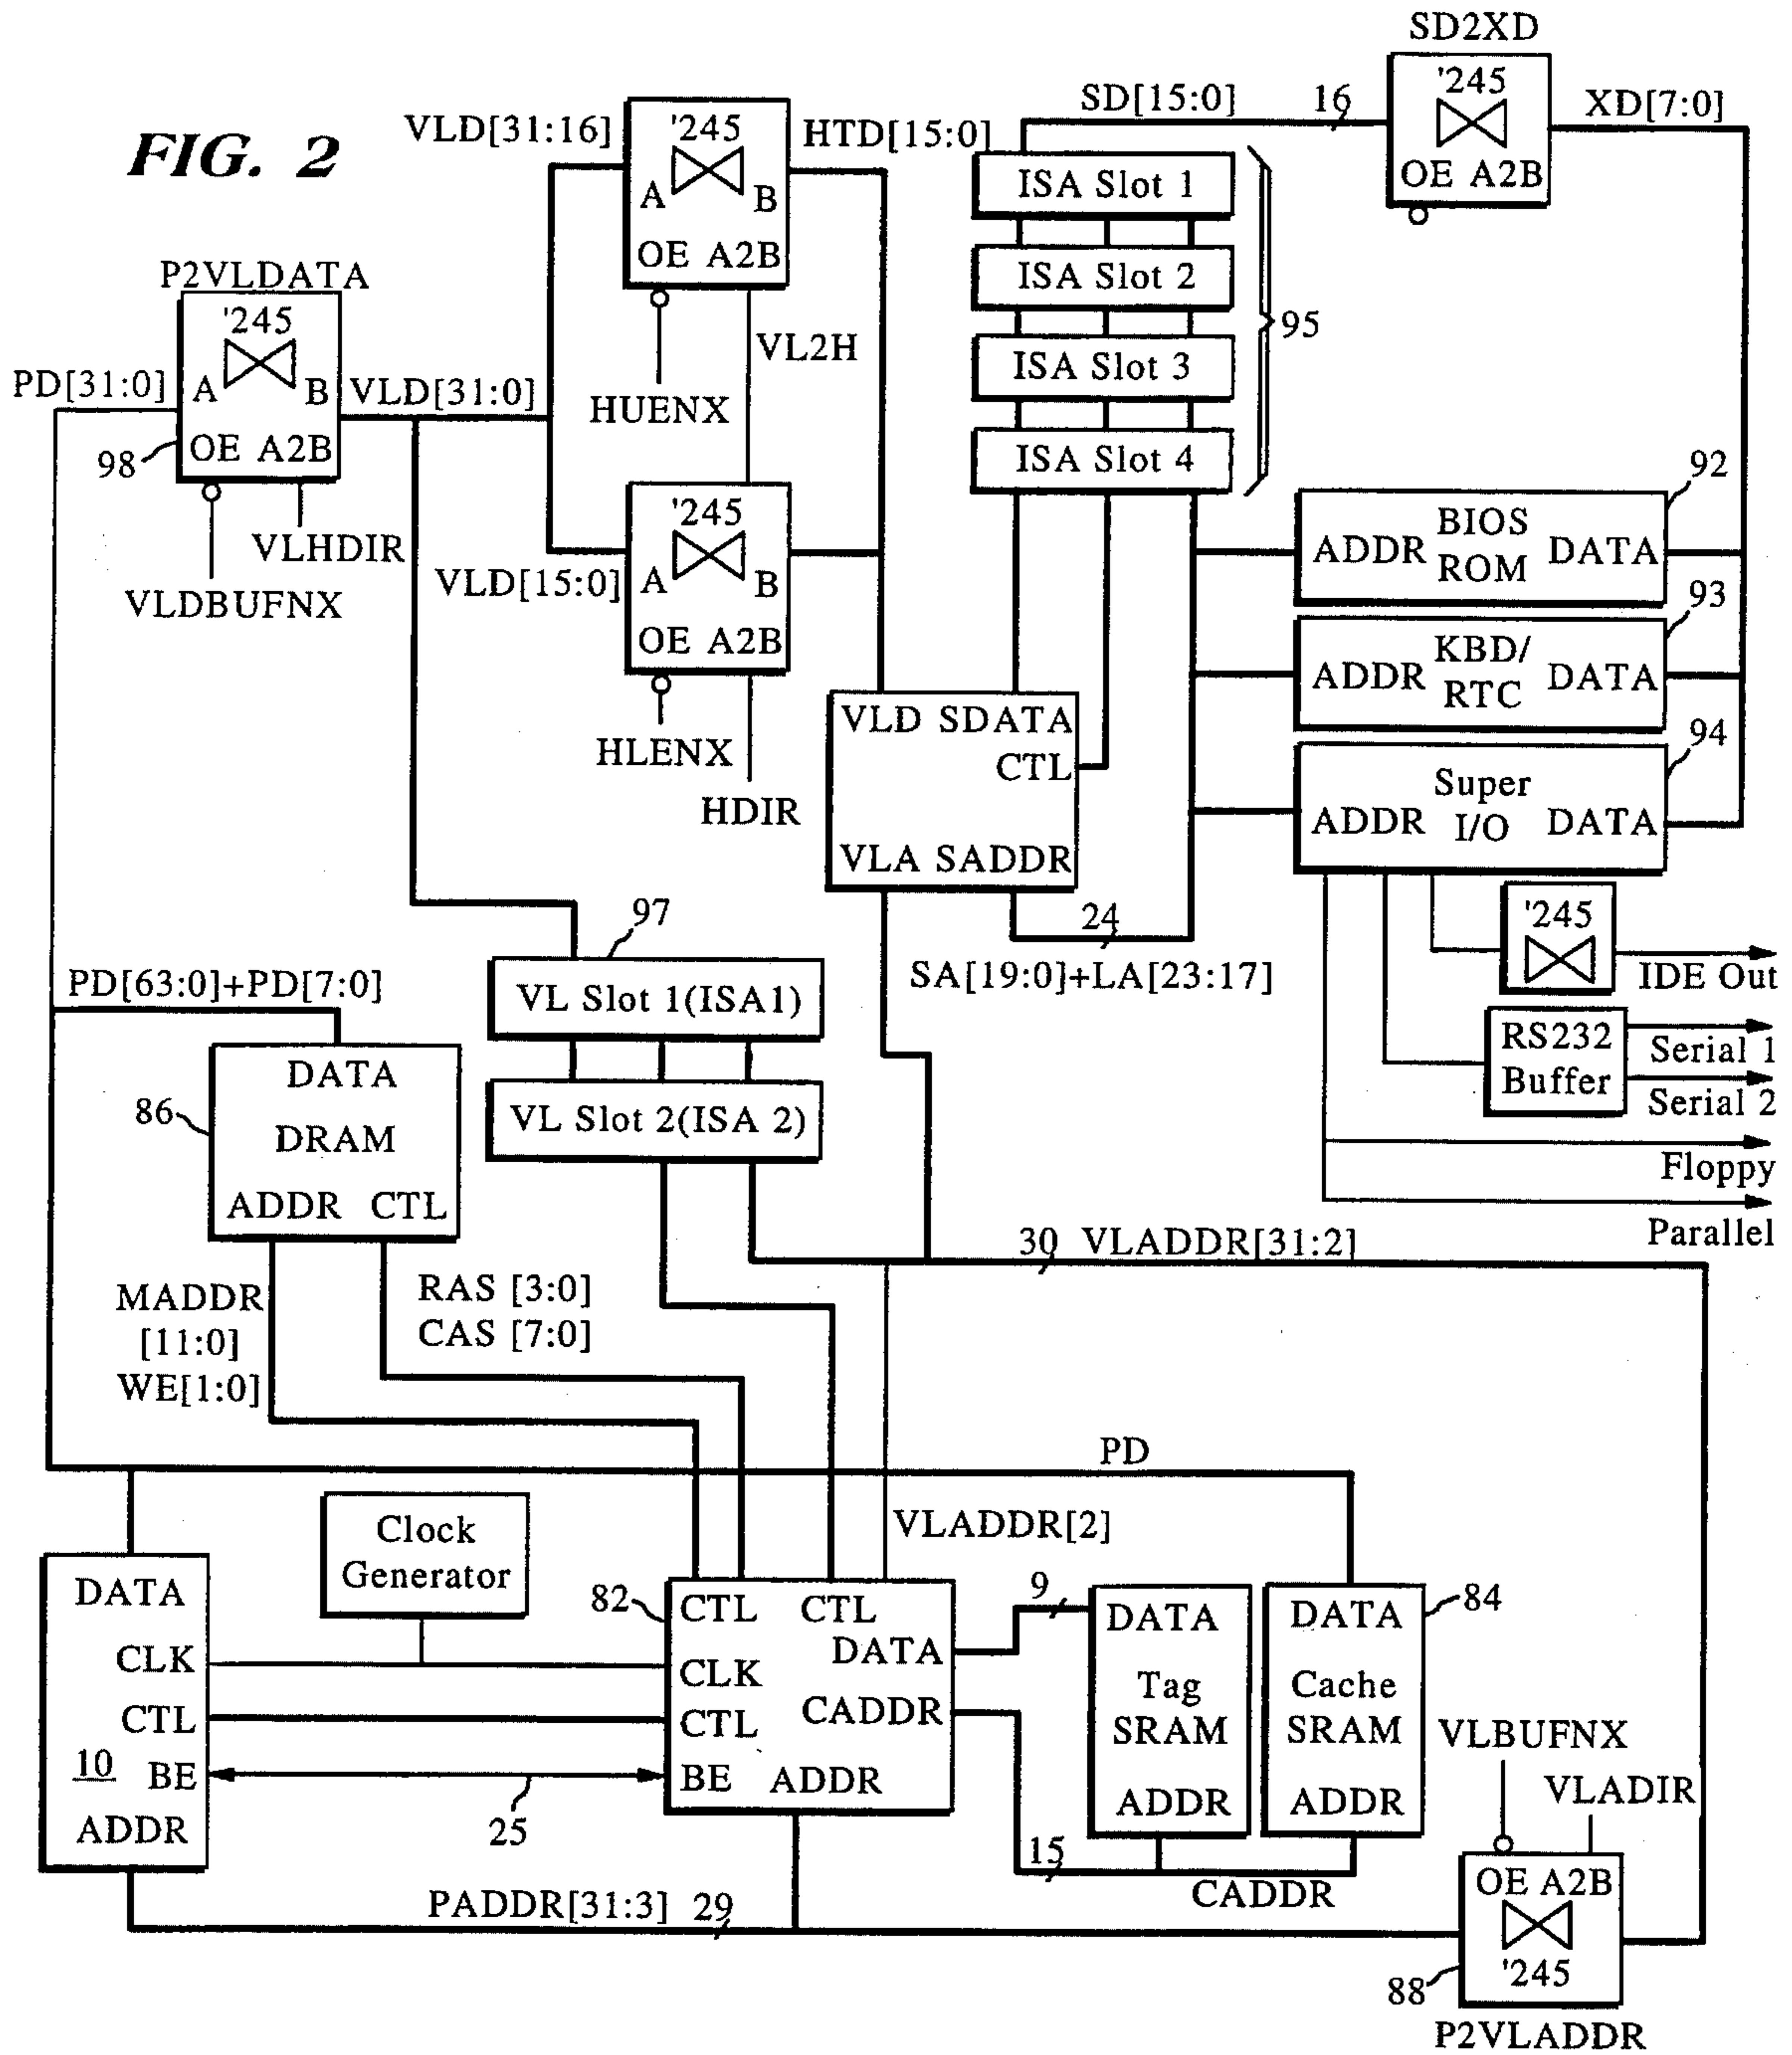 FIG. 2
SD2XD
'245
OE A2B
SD[15:0] 16
XD[7:0]
VLD[31:16]
'245
A B
OE A2B
HTD[15:0]
ISA Slot 1
ISA Slot 2
ISA Slot 3
ISA Slot 4
95
P2VLDATA
'245
A B
OE A2B
PD[31:0]
98
VLD[31:0]
VLHDIR
VLDBUFNX
HUENX
VL2H
VLD[15:0]
'245
A B
OE A2B
HLENX
HDIR
92
ADDR BIOS ROM DATA
93
ADDR KBD/ RTC DATA
94
ADDR Super I/O DATA
VLD SDATA
CTL
VLA SADDR
24
SA[19:0]+LA[23:17]
'245
IDE Out
RS232
Buffer
Serial 1
Serial 2
Floppy
Parallel
97
VL Slot 1(ISA1)
VL Slot 2(ISA 2)
PD[63:0]+PD[7:0]
86
DATA
DRAM
ADDR CTL
30 VLADDR[31:2]
MADDR
[11:0]
WE[1:0]
RAS [3:0]
CAS [7:0]
PD
VLADDR[2]
Clock
Generator
DATA
CLK
CTL
10 BE
ADDR
25
82
CTL CTL
DATA
CLK
CADDR
CTL
BE ADDR
9
DATA
Tag
SRAM
ADDR
84
DATA
Cache
SRAM
ADDR
15
CADDR
VLBUFNX
VLADIR
PADDR[31:3] 29
OE A2B
'245
88
P2VLADDR